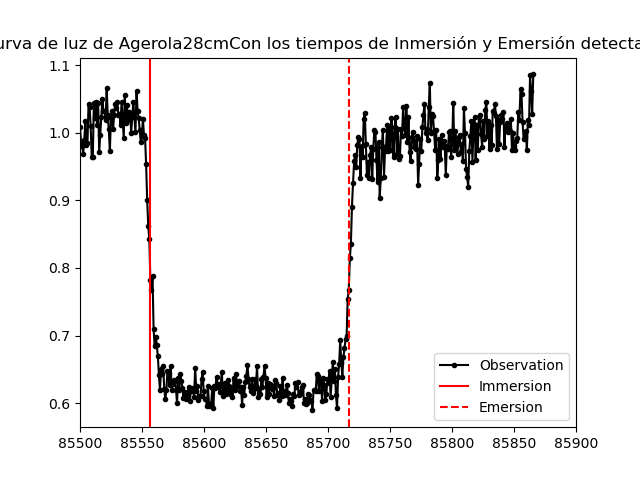 urva de luz de Agerola28cmCon los tiempos de Inmersión y Emersión detecta
1.1
1.0
0.9
0.8
0.7
0.6
Observation
Immersion
Emersion
85500 85550 85600 85650 85700 85750 85800 85850 85900